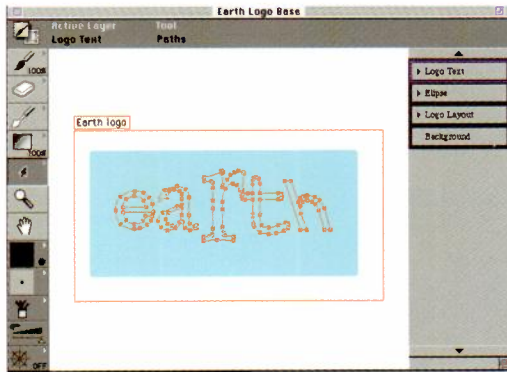 Earth Logo Base
Active Layer
Tool
Logo Text
Paths
100%
100%
OFF
Earth logo
earth
Logo Text
Elipse
Logo Layout
Background